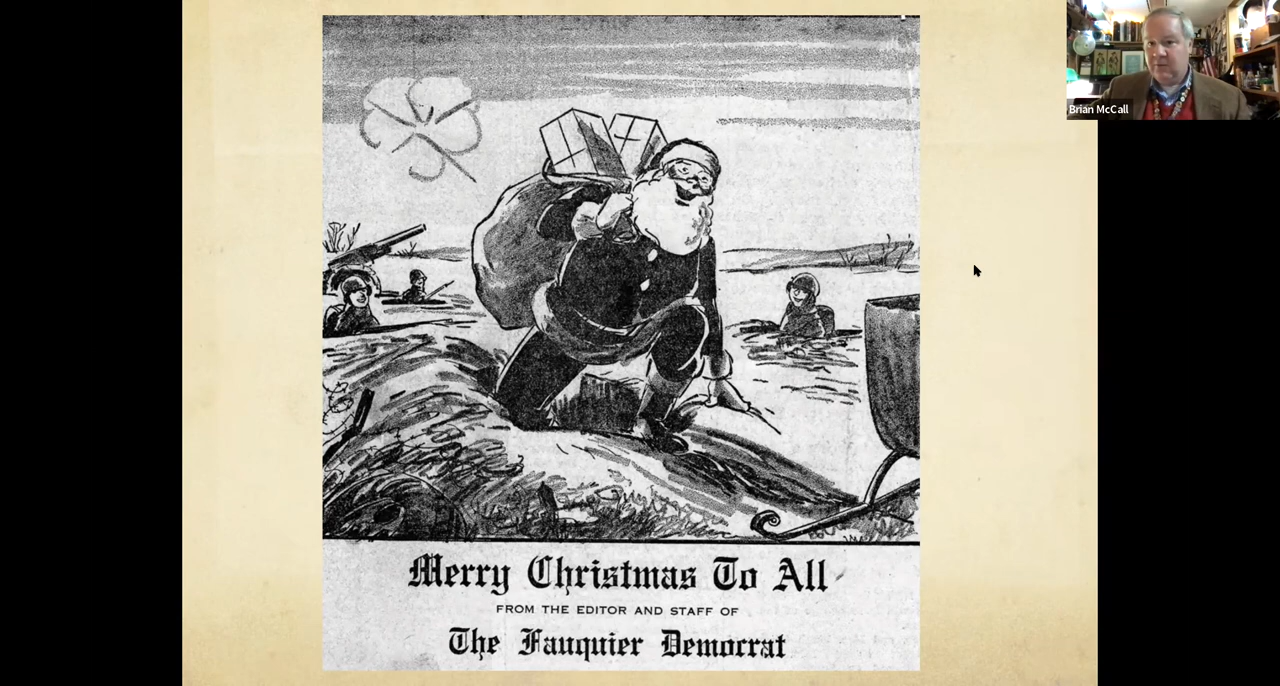 Brian McCall
Merry Christmas To All
FROM THE EDITOR AND STAFF OF
The Fauquier Democrat